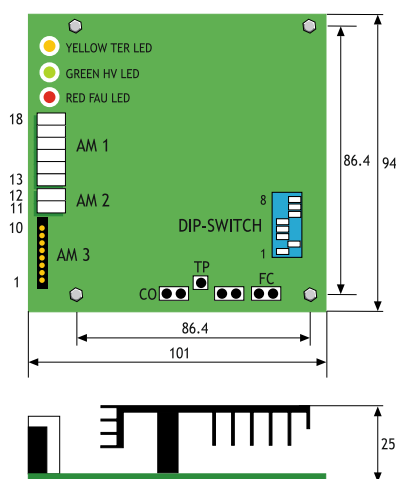 YELLOW TER LED
GREEN HV LED
RED FAU LED
18
AM 1
13
12
AM 2
11
10
AM 3
1
8
DIP-SWITCH
1
TP
CO
FC
86.4
94
86.4
101
25